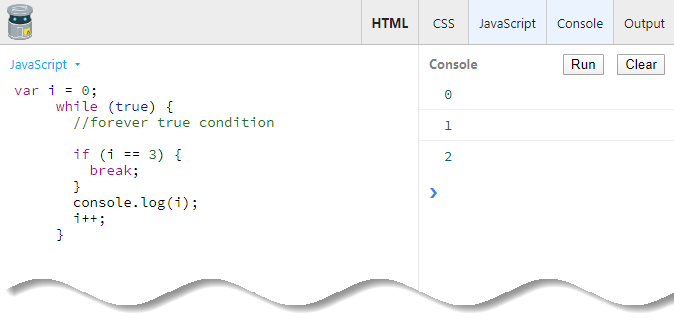 HTML CSS JavaScript Console Output
JavaScript
var i = 0;
while (true) {
//forever true condition
if (i == 3) {
break;
}
console.log(i);
i++;
}
Console Run Clear
0
1
2